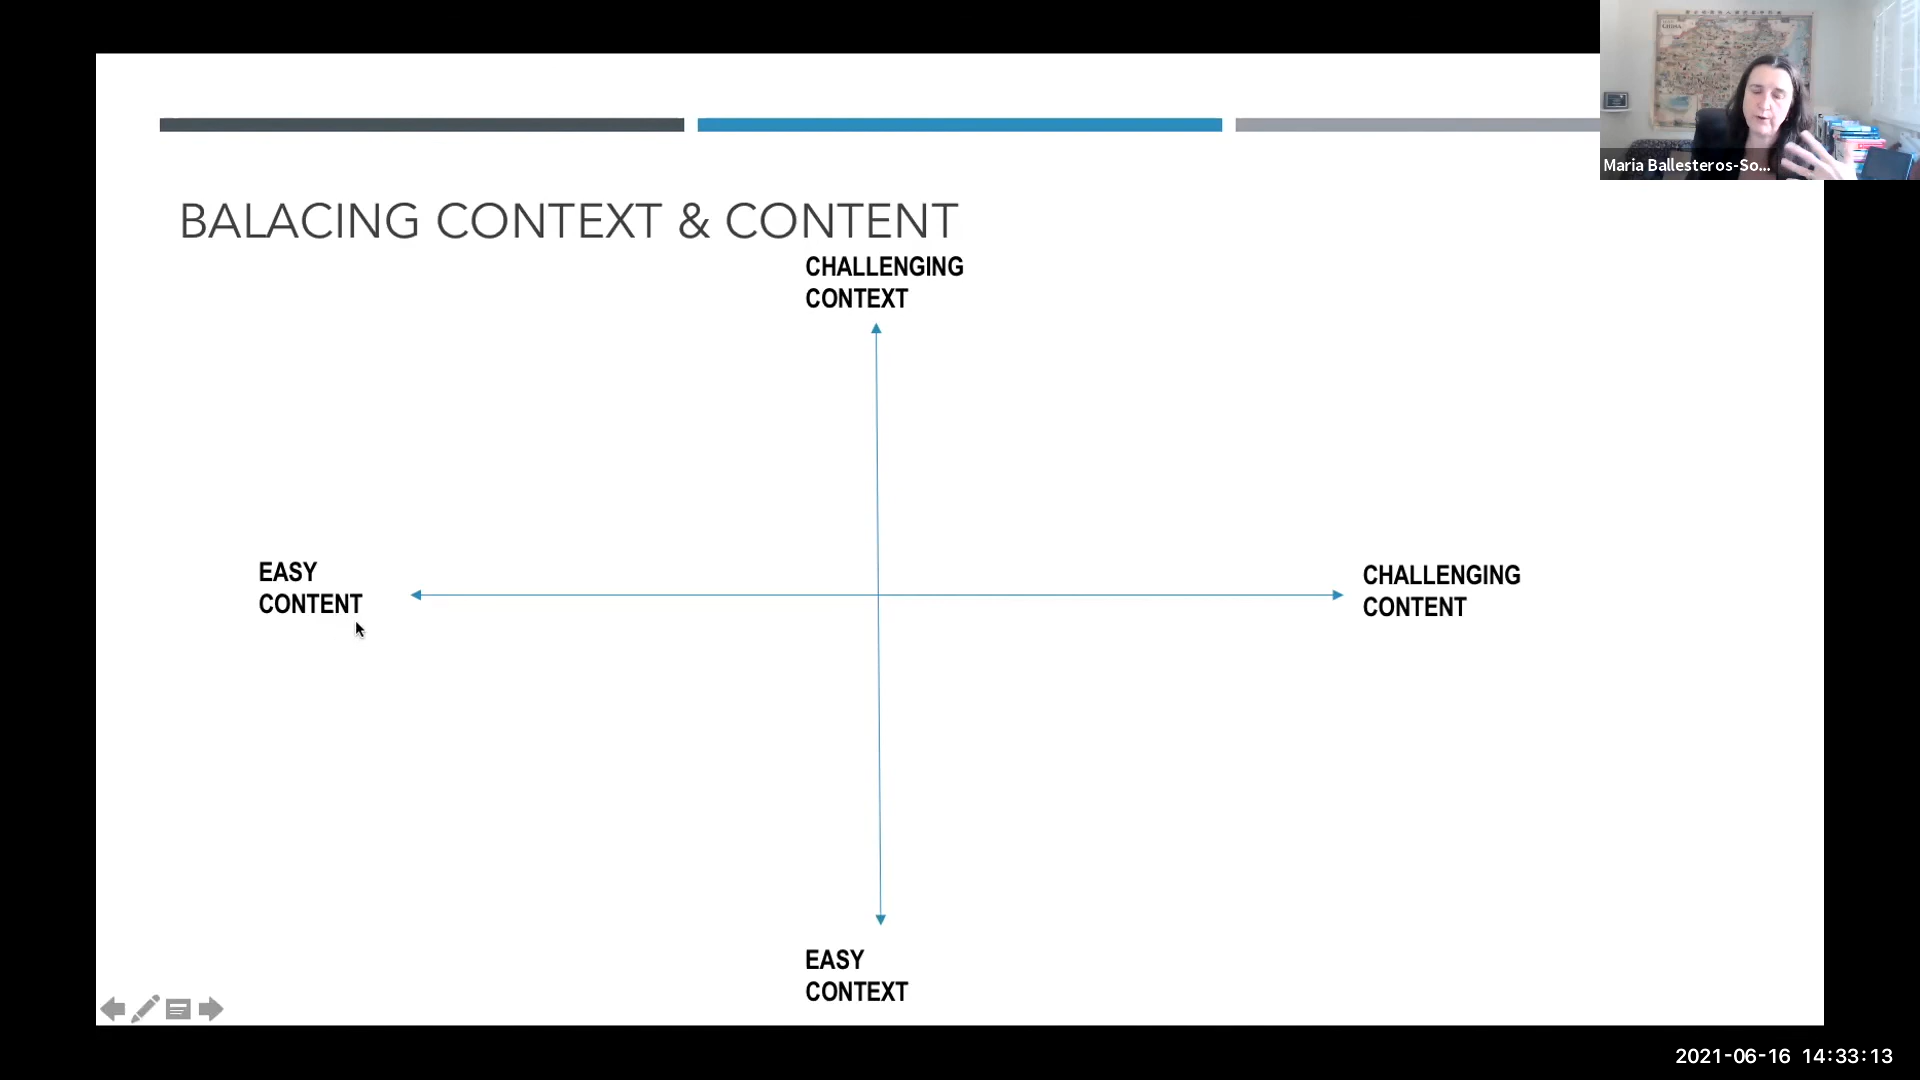 BALACING CONTEXT & CONTENT
CHALLENGING
CONTEXT
EASY
CONTENT
CHALLENGING
CONTENT
EASY
CONTEXT
Maria Ballesteros-So...
2021-06-16 14:33:13